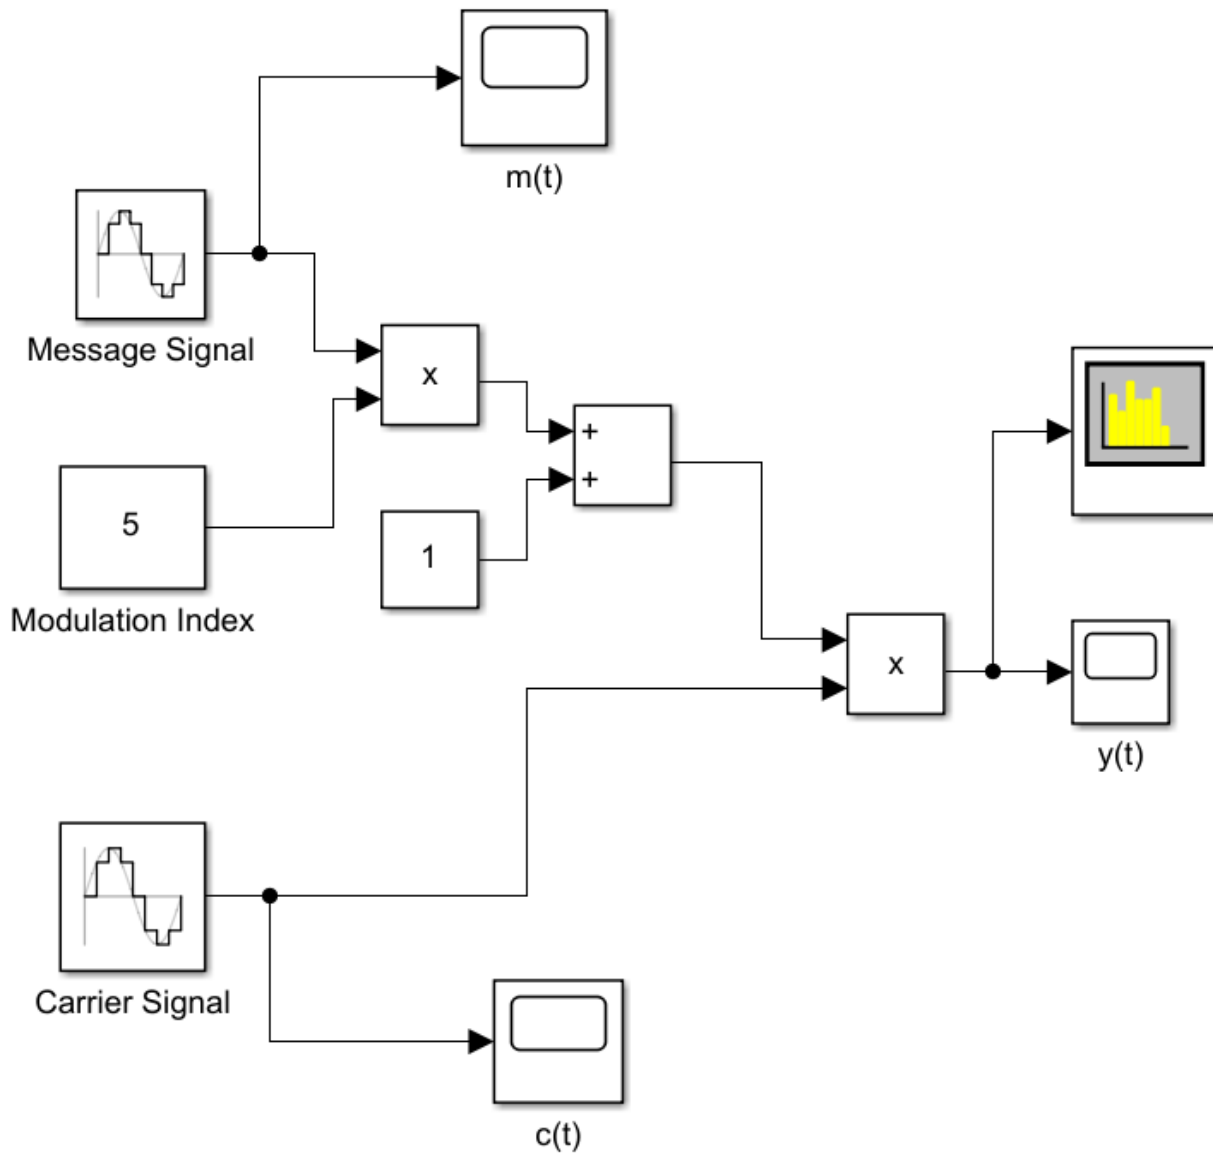 m(t)
Message Signal
x
+
+
5
1
Modulation Index
x
y(t)
Carrier Signal
c(t)